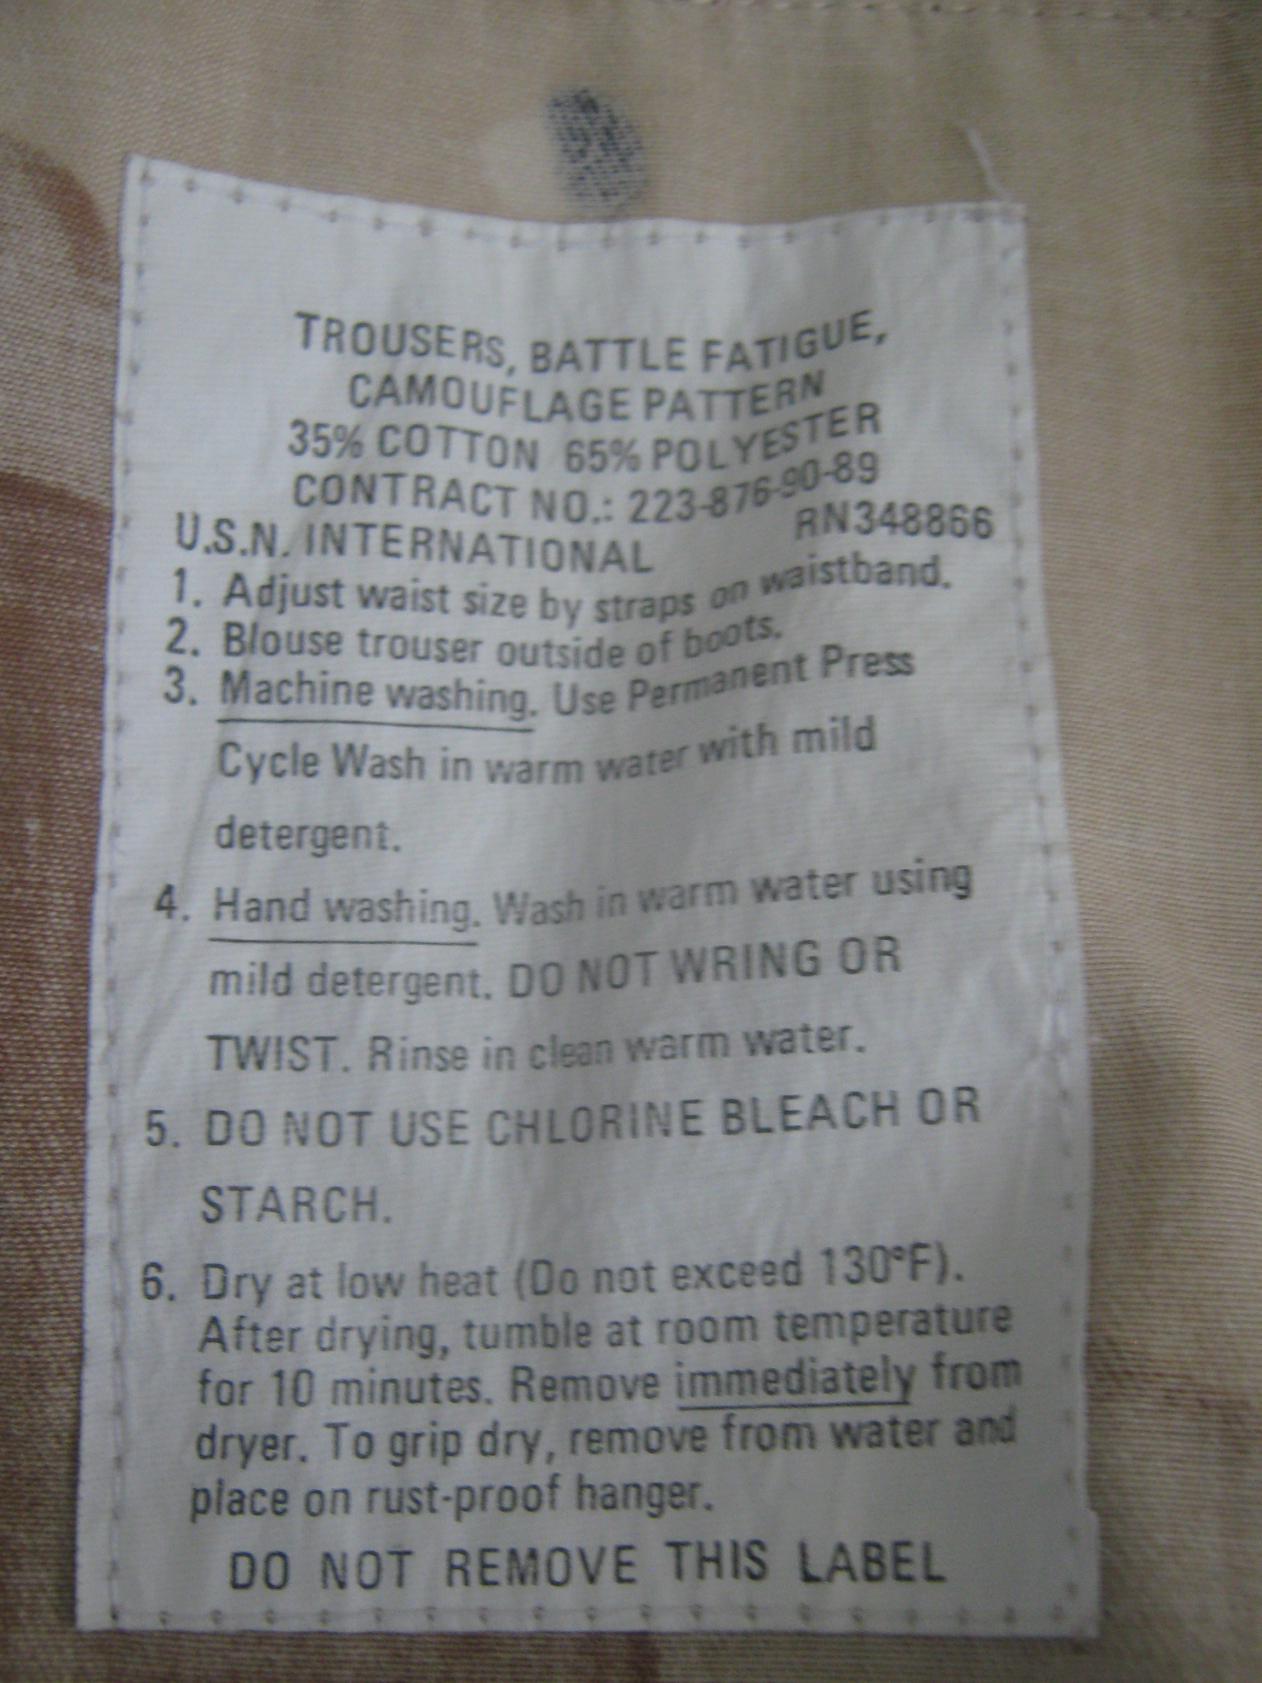 TROUSERS, BATTLE FATIGUE,
CAMOUFLAGE PATTERN
35% COTTON 65% POLYESTER
CONTRACT NO.: 223-876-90-89
U.S.N. INTERNATIONAL RN348866
1. Adjust waist size by straps on waistband.
2. Blouse trouser outside of boots.
3. Machine washing. Use Permanent Press
Cycle Wash in warm water with mild
detergent.
4. Hand washing. Wash in warm water using
mild detergent. DO NOT WRING OR
TWIST. Rinse in clean warm water.
5. DO NOT USE CHLORINE BLEACH OR
STARCH.
6. Dry at low heat (Do not exceed 130°F).
After drying, tumble at room temperature
for 10 minutes. Remove immediately from
dryer. To grip dry, remove from water and
place on rust-proof hanger.
DO NOT REMOVE THIS LABEL